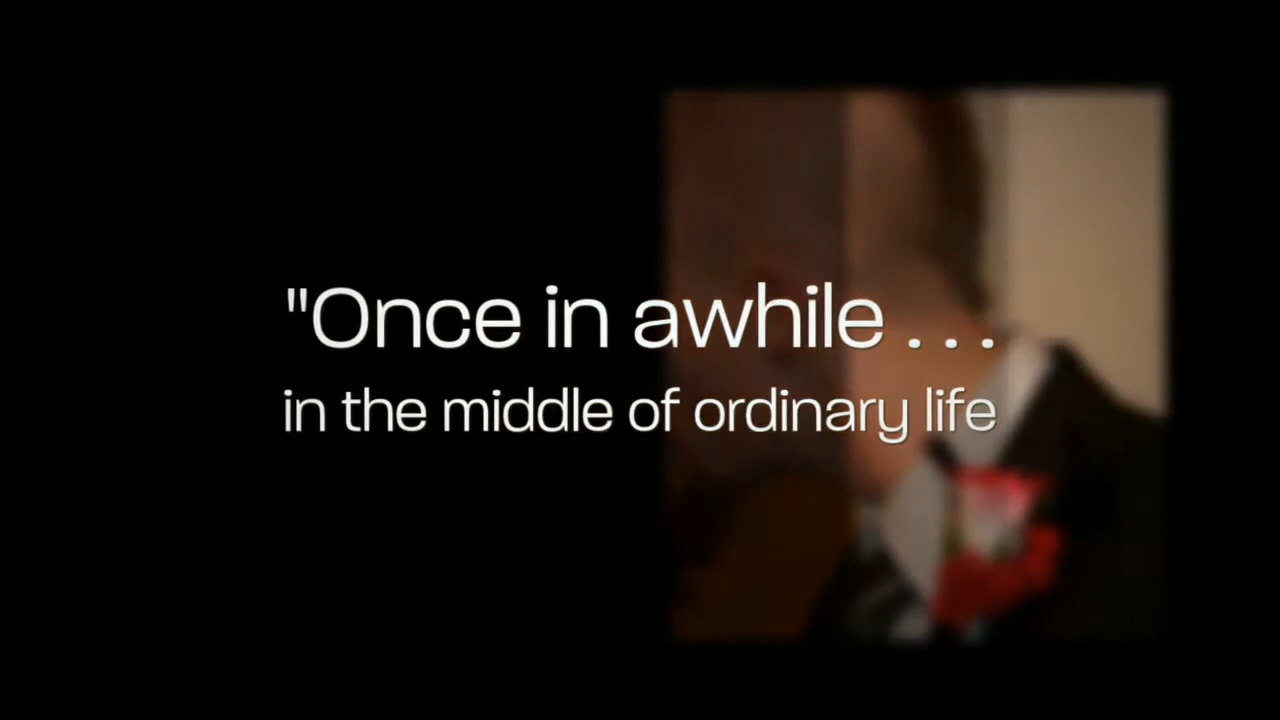 "Once in awhile . . .
in the middle of ordinary life